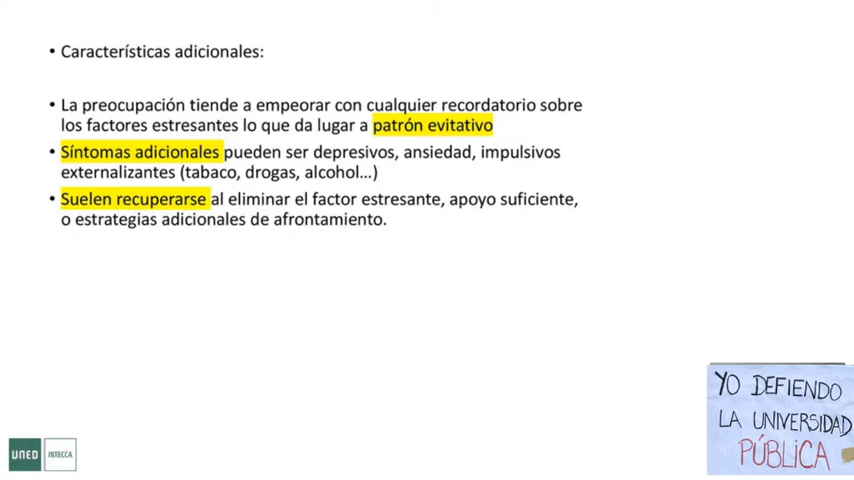 • Características adicionales:
• La preocupación tiende a empeorar con cualquier recordatorio sobre
los factores estresantes lo que da lugar a patrón evitativo
• Síntomas adicionales pueden ser depresivos, ansiedad, impulsivos
externalizantes (tabaco, drogas, alcohol...)
• Suelen recuperarse al eliminar el factor estresante, apoyo suficiente,
o estrategias adicionales de afrontamiento.
YO DEFIENDO
LA UNIVERSIDAD
PÚBLICA
UNED INTECCA